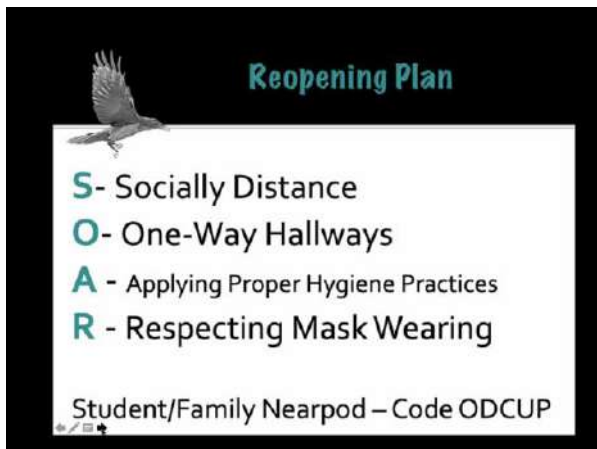 Reopening Plan
S- Socially Distance
O- One-Way Hallways
A - Applying Proper Hygiene Practices
R - Respecting Mask Wearing
Student/Family Nearpod – Code ODCUP